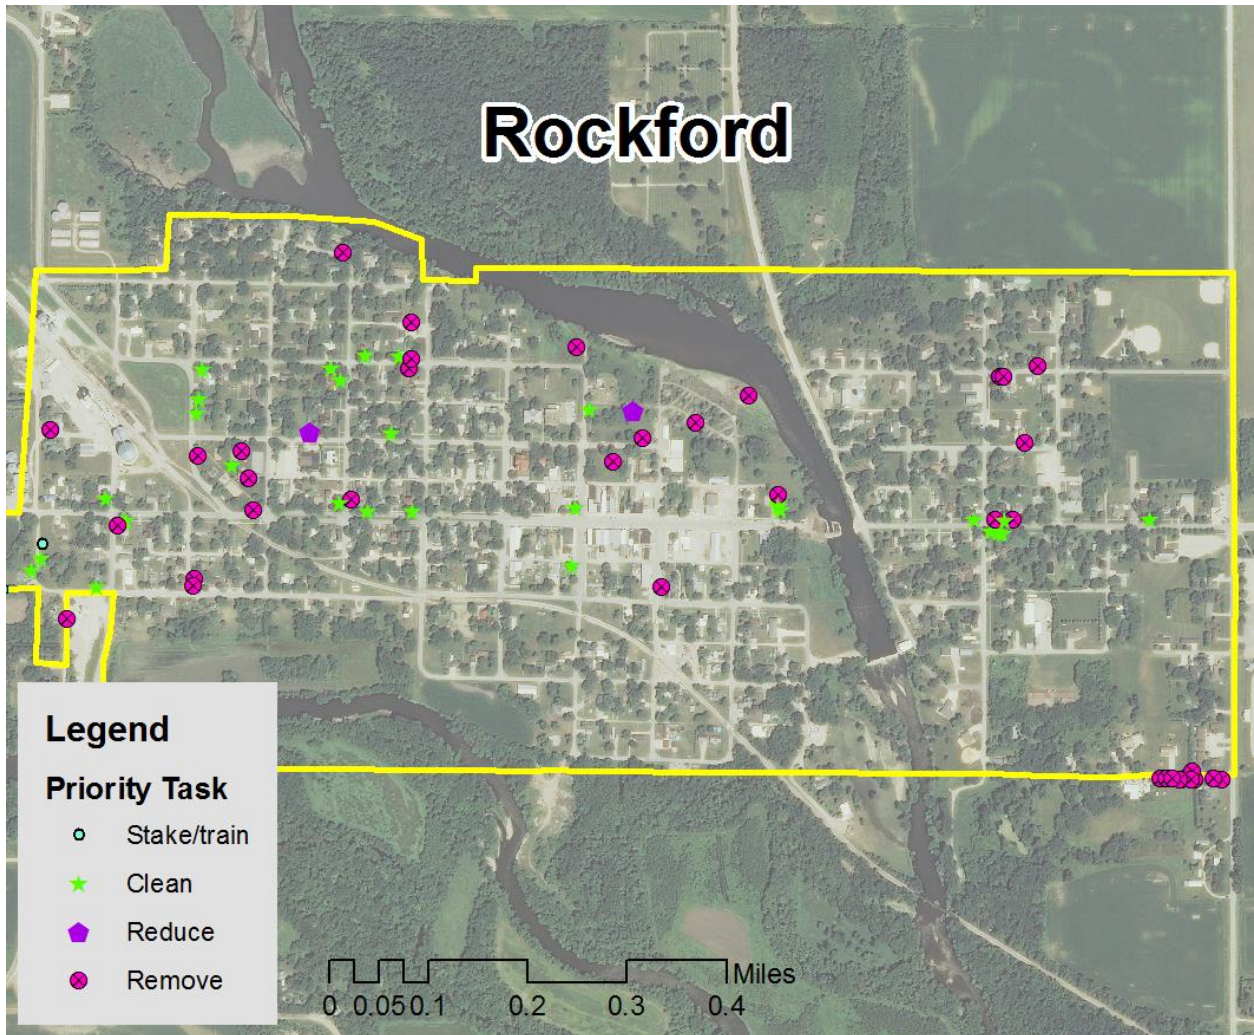 Rockford
Legend
Priority Task
Stake/train
Clean
Reduce
Remove
Miles
0 0.05 0.1 0.2 0.3 0.4